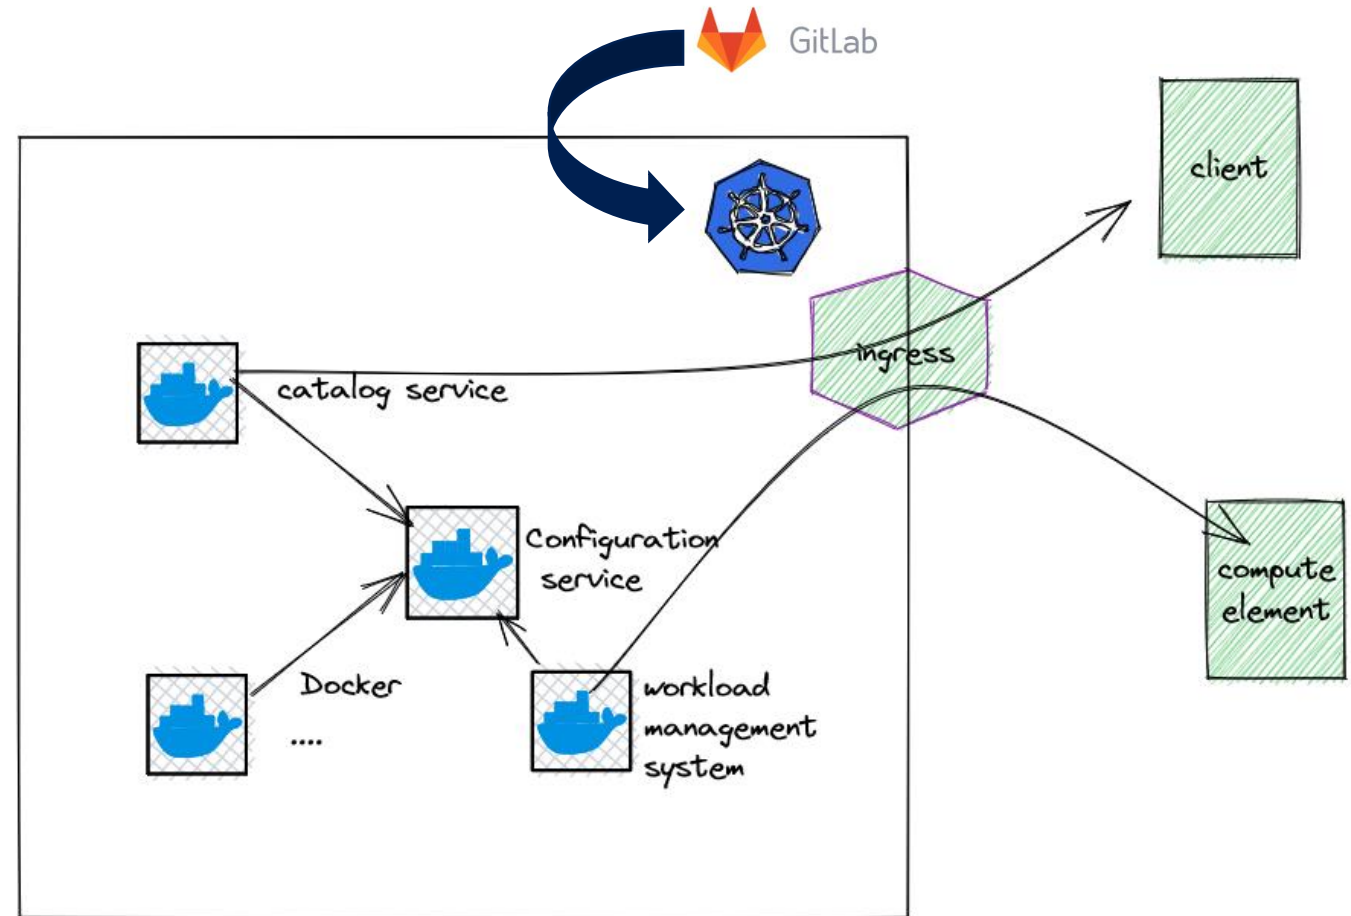 GitLab
client
ingress
catalog service
Configuration
service
compute
element
Docker
....
workload
management
system